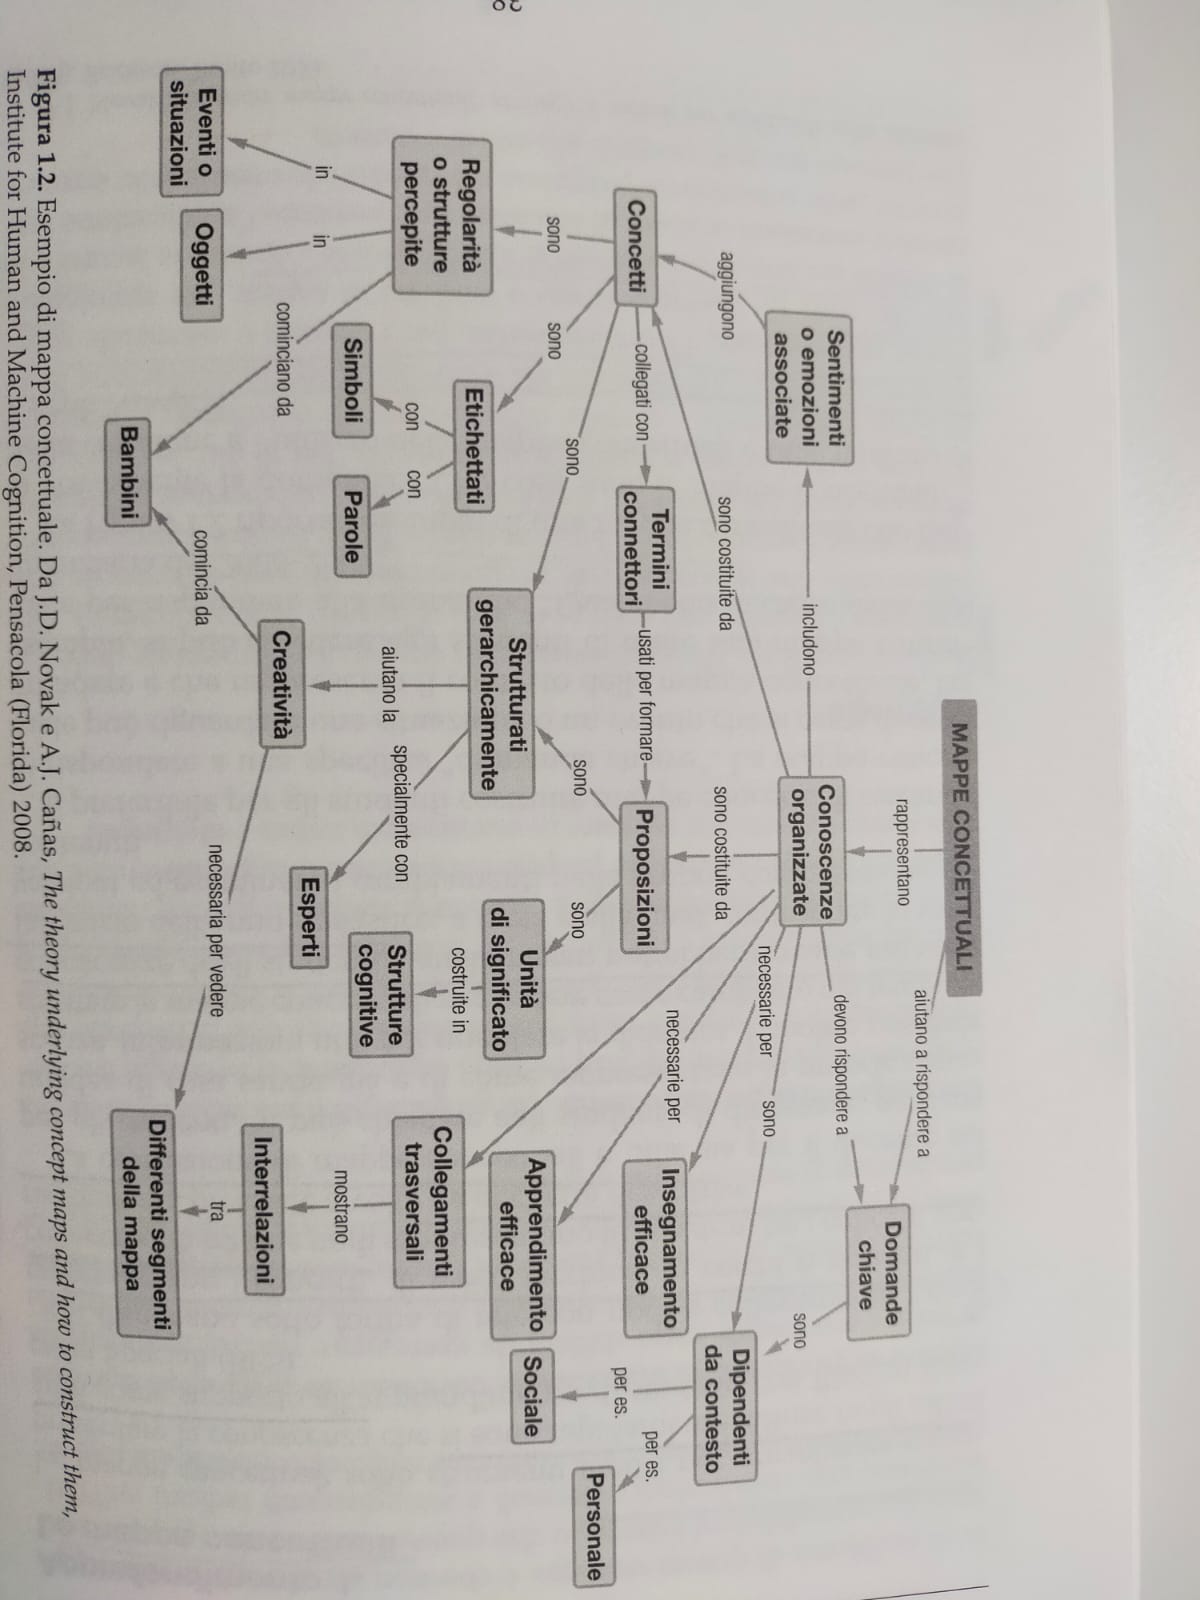 MAPPE CONCETTUALI
rappresentano
aiutano a rispondere a
Conoscenze
organizzate
devono rispondere a
Domande
chiave
includono
Sentimenti
o emozioni
associate
necessarie per
sono
sono
aggiungono
sono costituite da
sono costituite da
Dipendenti
da contesto
Concetti
collegati con
Termini
connettori
usati per formare
Proposizioni
necessarie per
Insegnamento
efficace
per es.
per es.
sono
sono
sono
sono
sono
Personale
Regolarità
o strutture
percepite
Etichettati
Strutturati
gerarchicamente
Unità
di significato
Apprendimento
efficace
Sociale
con
con
aiutano la
specialmente con
costruite in
Collegamenti
trasversali
in
in
cominciano da
Simboli
Parole
Strutture
cognitive
mostrano
Creatività
Esperti
Interrelazioni
Eventi o
situazioni
Oggetti
comincia da
necessaria per vedere
tra
Bambini
Differenti segmenti
della mappa
Figura 1.2. Esempio di mappa concettuale. Da J.D. Novak e A.J. Cañas, The theory underlying concept maps and how to construct them,
Institute for Human and Machine Cognition, Pensacola (Florida) 2008.